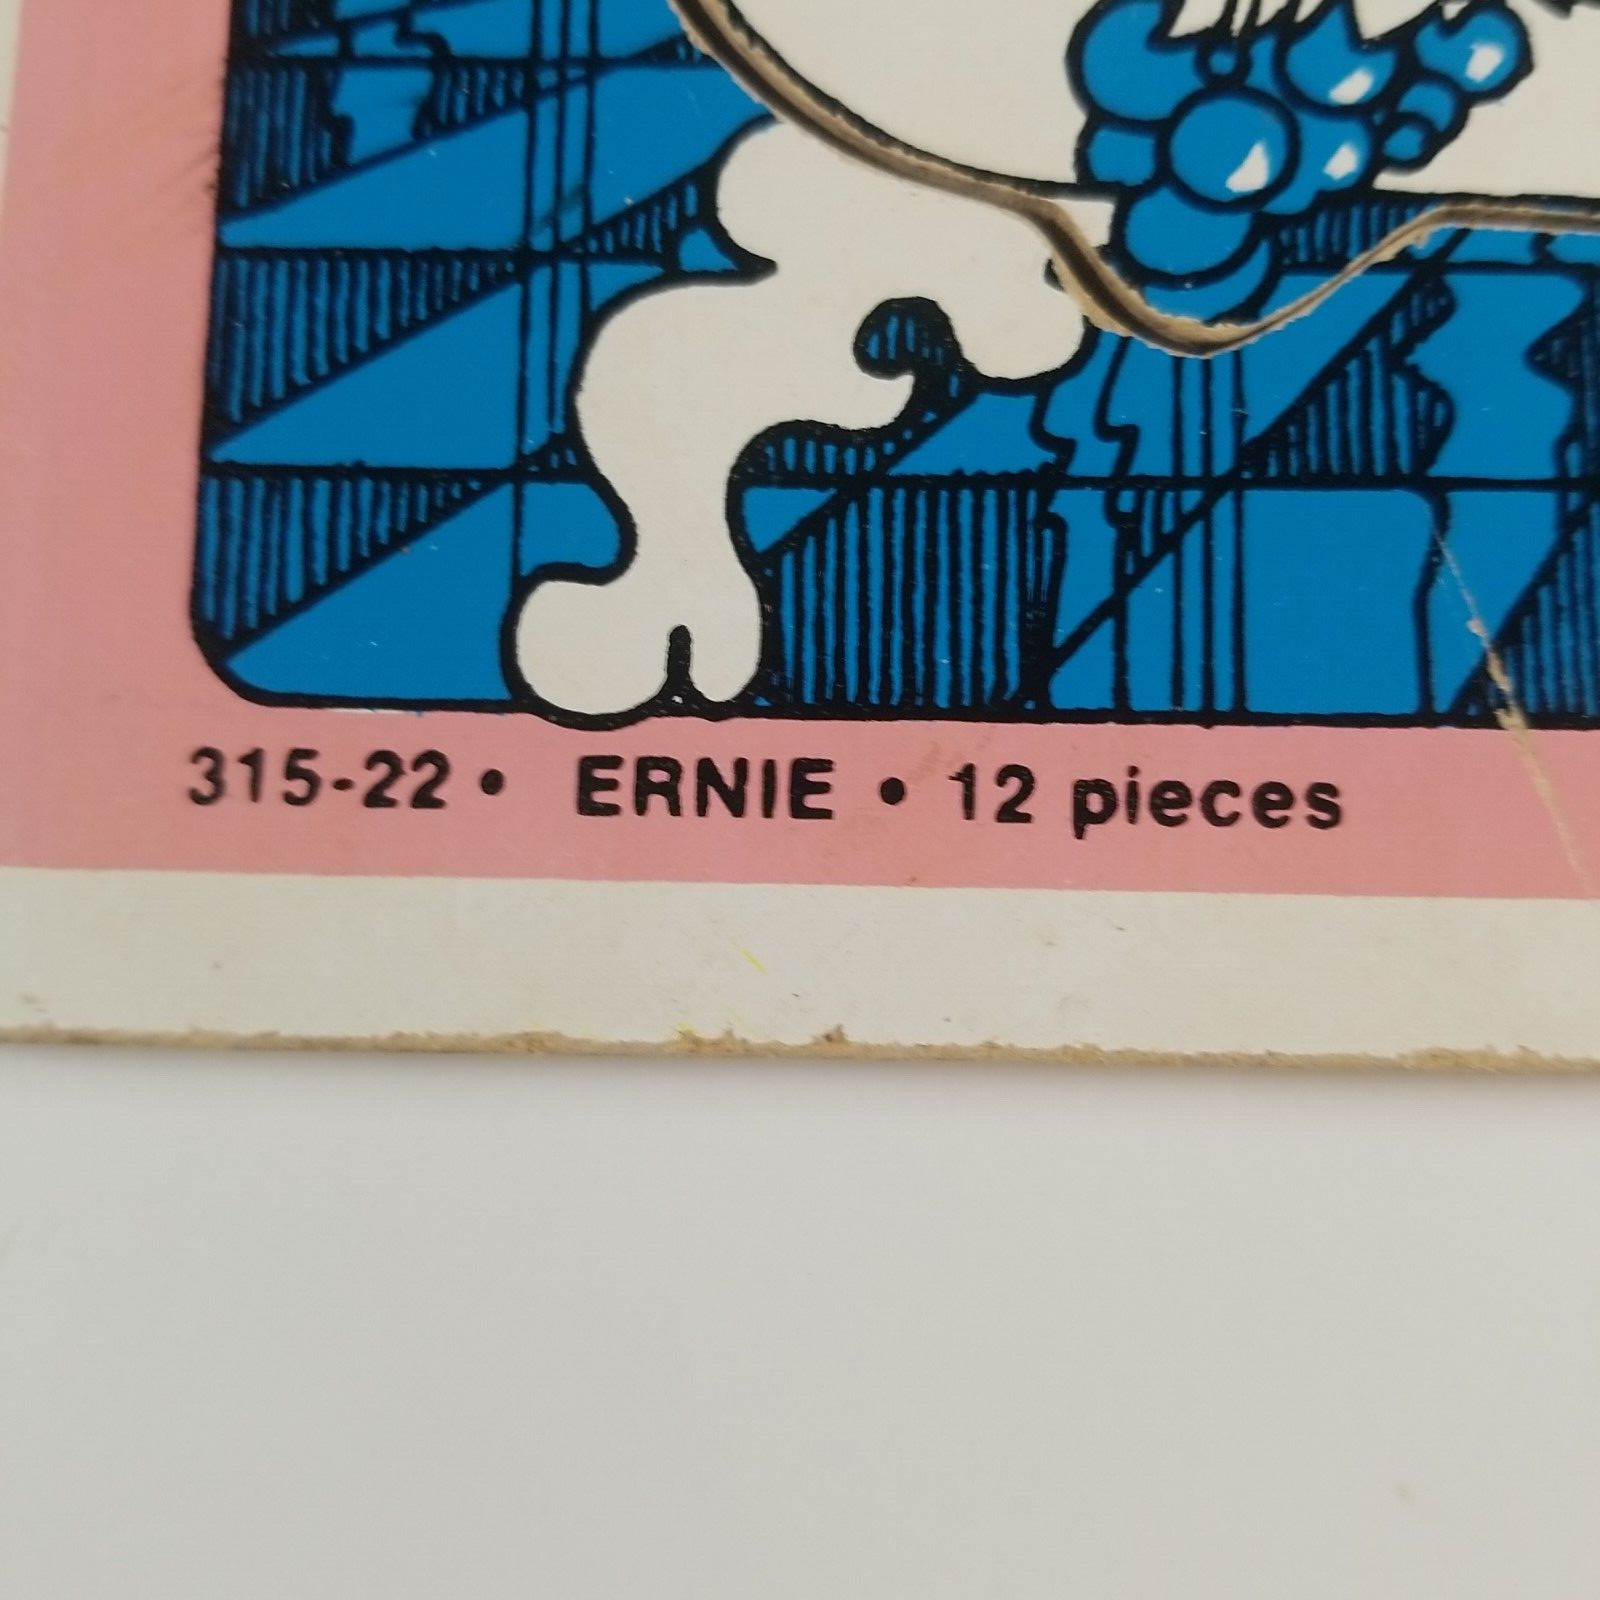 315-22 • ERNIE • 12 pieces